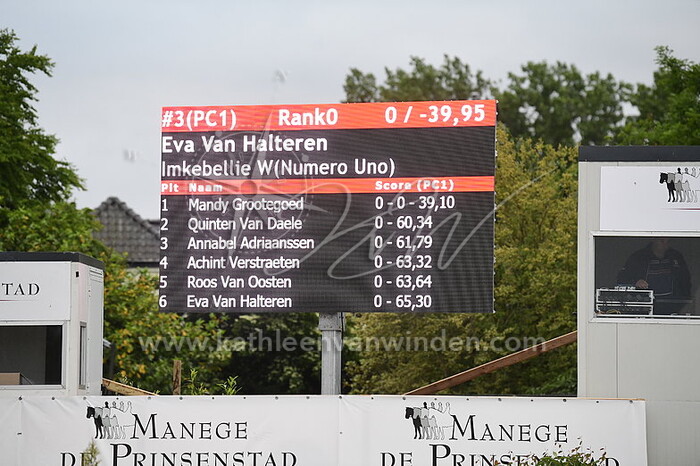 #3(PC1) Rank0 0 / -39,95
Eva Van Halteren
Imkebellie W(Numero Uno)
Plt Naam Score (PC1)
1 Mandy Grootegoed 0 - 0 - 39,10
2 Quinten Van Daele 0 - 60,34
3 Annabel Adriaanssen 0 - 61,79
4 Achint Verstraeten 0 - 63,32
5 Roos Van Oosten 0 - 63,64
6 Eva Van Halteren 0 - 65,30
STAD
www.kathleenvanwinden.com
MANEGE MANEGE
DE PRINSENSTAD DE PRINSENSTAD